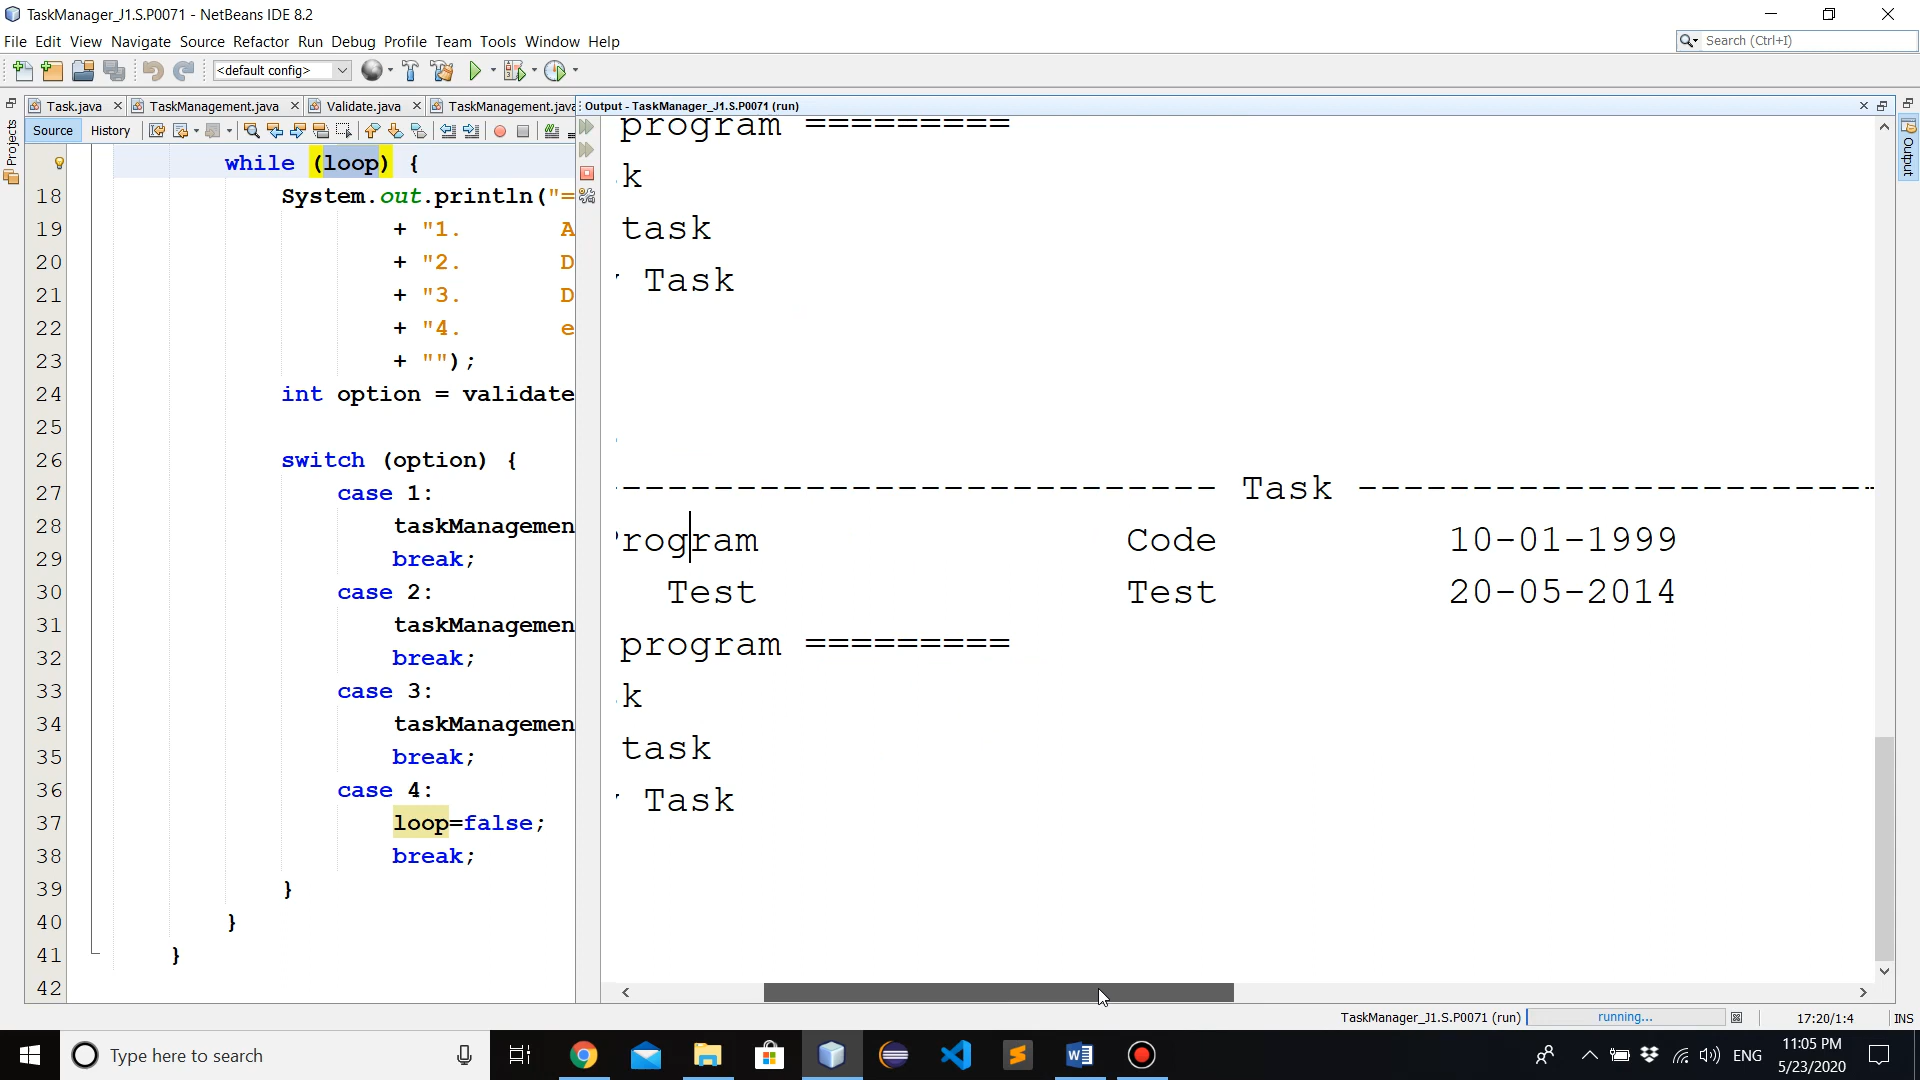 TaskManager_J1.S.P0071 - NetBeans IDE 8.2
File Edit View Navigate Source Refactor Run Debug Profile Team Tools Window Help
Search (Ctrl+I)
<default config>
Task.java TaskManagement.java Validate.java TaskManagement.java
Output - TaskManager_J1.S.P0071 (run)
Source History
Projects
Output
while (loop) {
18 System.out.println("=
19 + "1. A
20 + "2. D
21 + "3. D
22 + "4. e
23 + "");
24 int option = validate
25
26 switch (option) {
27 case 1:
28 taskManagemen
29 break;
30 case 2:
31 taskManagemen
32 break;
33 case 3:
34 taskManagemen
35 break;
36 case 4:
37 loop=false;
38 break;
39 }
40 }
41 }
42
program =========
k
task
Task
-------------------------- Task ----------------------
rogram Code 10-01-1999
Test Test 20-05-2014
program =========
k
task
Task
TaskManager_J1.S.P0071 (run) running... 17:20/1:4 INS
Type here to search
ENG
11:05 PM
5/23/2020